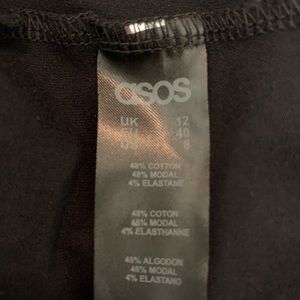 asos
UK 12
EU 40
US 8
48% COTTON
48% MODAL
4% ELASTANE
48% COTON
48% MODAL
4% ELASTHANNE
48% ALGODON
48% MODAL
4% ELASTANO